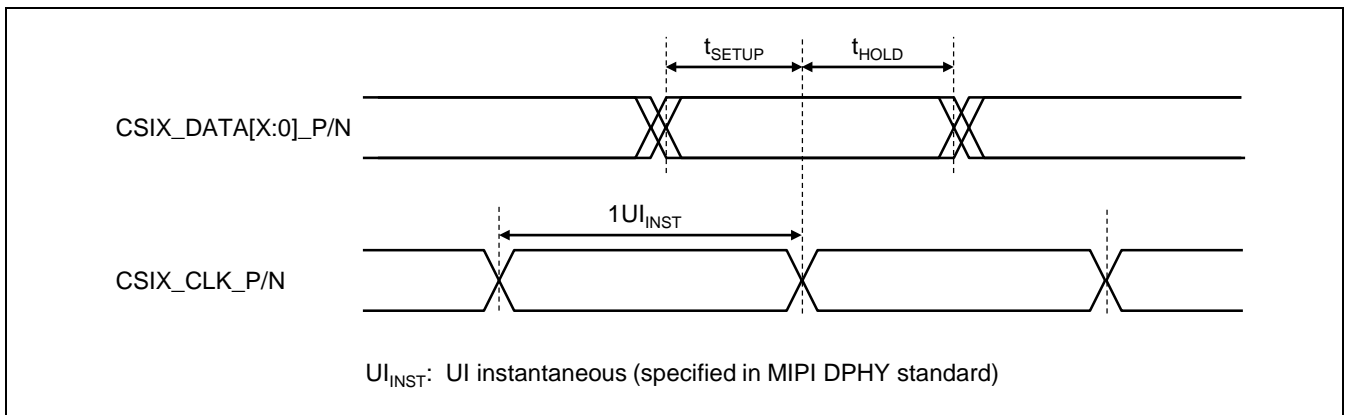 tSETUP tHOLD
CSIX_DATA[X:0]_P/N
1UIINST
CSIX_CLK_P/N
UIINST: UI instantaneous (specified in MIPI DPHY standard)